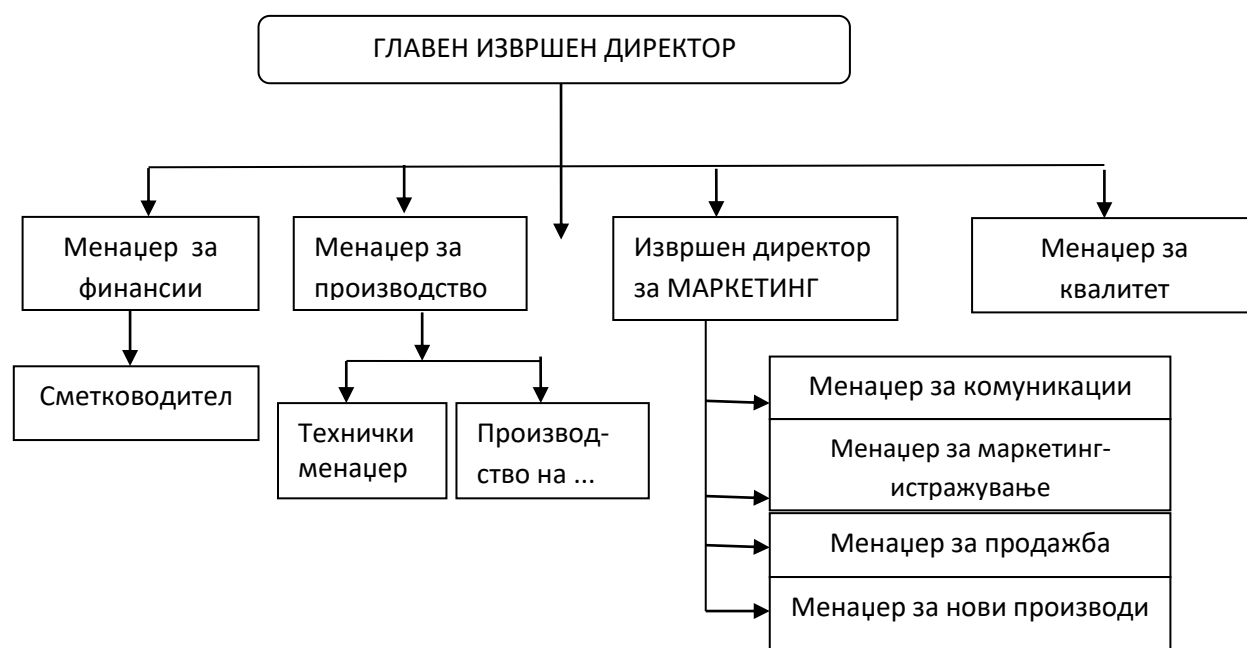 ГЛАВЕН ИЗВРШЕН ДИРЕКТОР
Менаџер за
финансии
Менаџер за
производство
Извршен директор
за МАРКЕТИНГ
Менаџер за
квалитет
Сметководител
Технички
менаџер
Производ-
ство на ...
Менаџер за комуникации
Менаџер за маркетинг-
истражување
Менаџер за продажба
Менаџер за нови производи